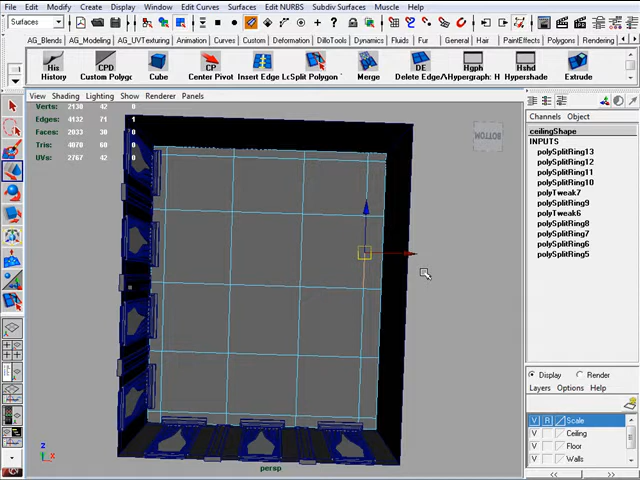 File Edit Modify Create Display Window Edit Curves Surfaces Edit NURBS Subdiv Surfaces Muscle Help
Surfaces
AG_Blends AG_Modeling AG_UVTexturing Animation Curves Custom Deformation DilloTools Dynamics Fluids Fur General Hair PaintEffects Polygons Rendering
His CPD CP DE Hgph Hshd
History Custom Polygo Cube Center Pivot Insert Edge Lc Split Polygon Merge Delete Edge/ Hypergraph: H Hypershade Extrude
View Shading Lighting Show Renderer Panels
Verts: 2130 42 0
Edges: 4132 71 1
Faces: 2033 30 0
Tris: 4070 60 0
UVs: 2767 42 0
BOTTOM
Channels Object
ceilingShape
INPUTS
polySplitRing13
polySplitRing12
polySplitRing11
polySplitRing10
polyTweak7
polySplitRing9
polyTweak6
polySplitRing8
polySplitRing7
polySplitRing6
polySplitRing5
Display Render
Layers Options Help
V R Scale
V Ceiling
V Floor
V Walls
z
x
persp